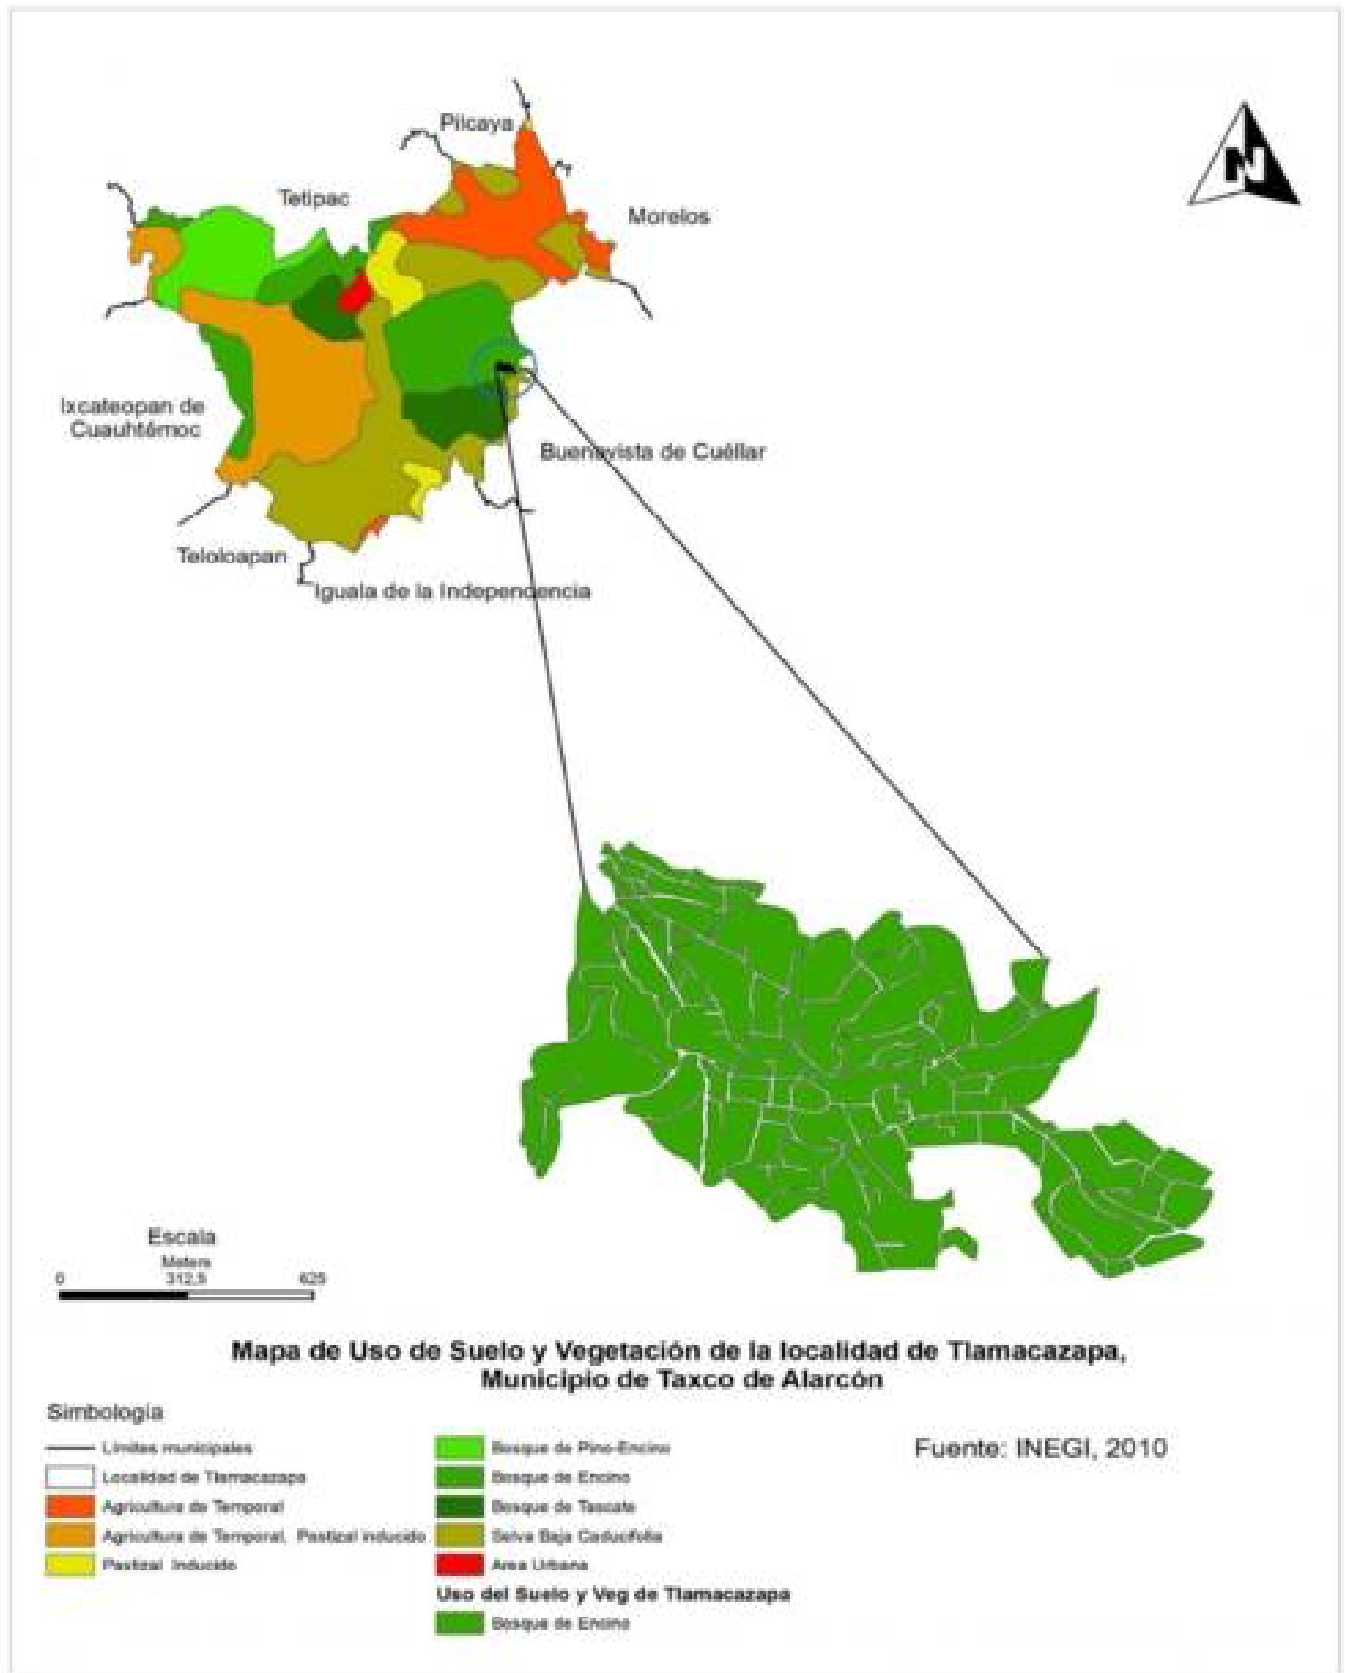 N
Pilcaya
Tetipac
Morelos
Ixcateopan de
Cuauhtémoc
Buenavista de Cuéllar
Teloloapan
Iguala de la Independencia
Escala
Meters
0 312,5 625
Mapa de Uso de Suelo y Vegetación de la localidad de Tlamacazapa,
Municipio de Taxco de Alarcón
Simbología
Límites municipales
Localidad de Tlamacazapa
Agricultura de Temporal
Agricultura de Temporal, Pastizal inducido
Pastizal Inducido
Bosque de Pino-Encino
Bosque de Encino
Bosque de Tascate
Selva Baja Caducifolia
Area Urbana
Uso del Suelo y Veg de Tlamacazapa
Bosque de Encino
Fuente: INEGI, 2010